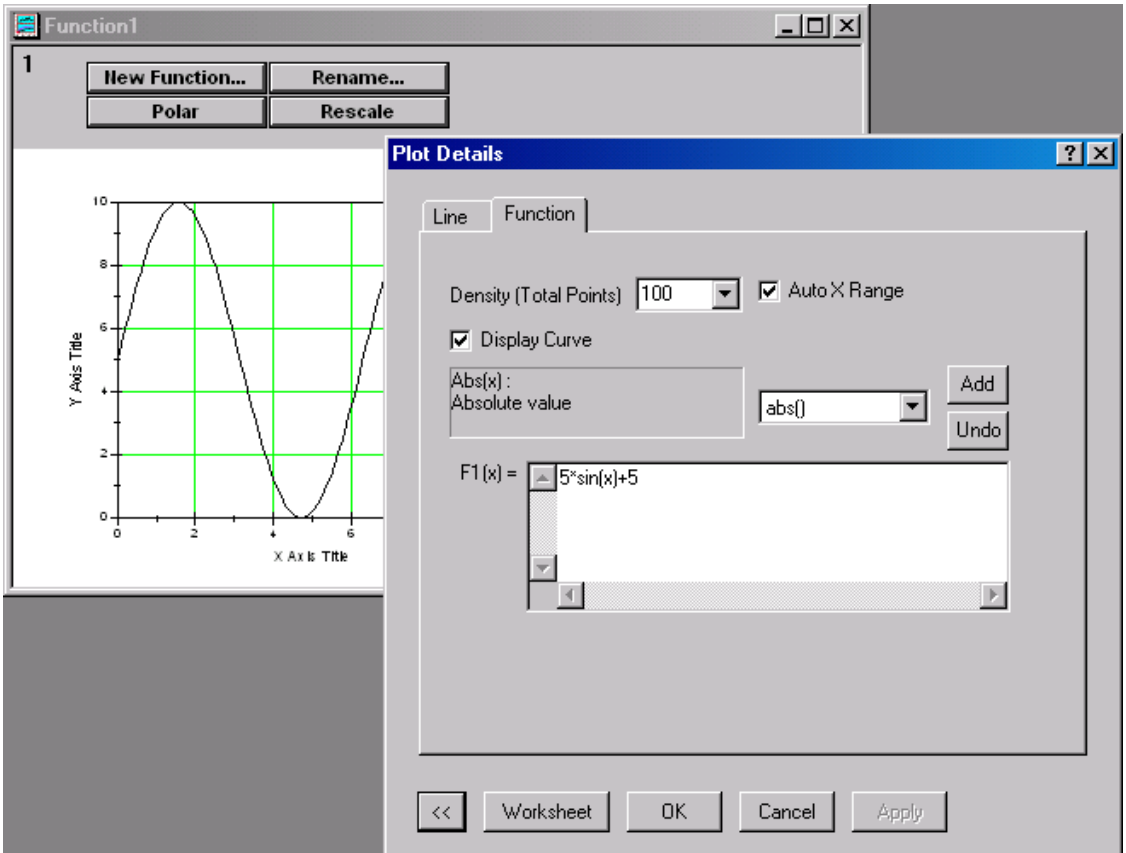 Function1
1
New Function... Rename...
Polar Rescale
Plot Details
Line Function
Density (Total Points) 100 Auto X Range
Display Curve
Abs(x) :
Absolute value
abs()
Add
Undo
F1(x) = 5*sin(x)+5
10
8
6
4
2
0
Y Axis Title
0 2 4 6
X Axis Title
<< Worksheet OK Cancel Apply